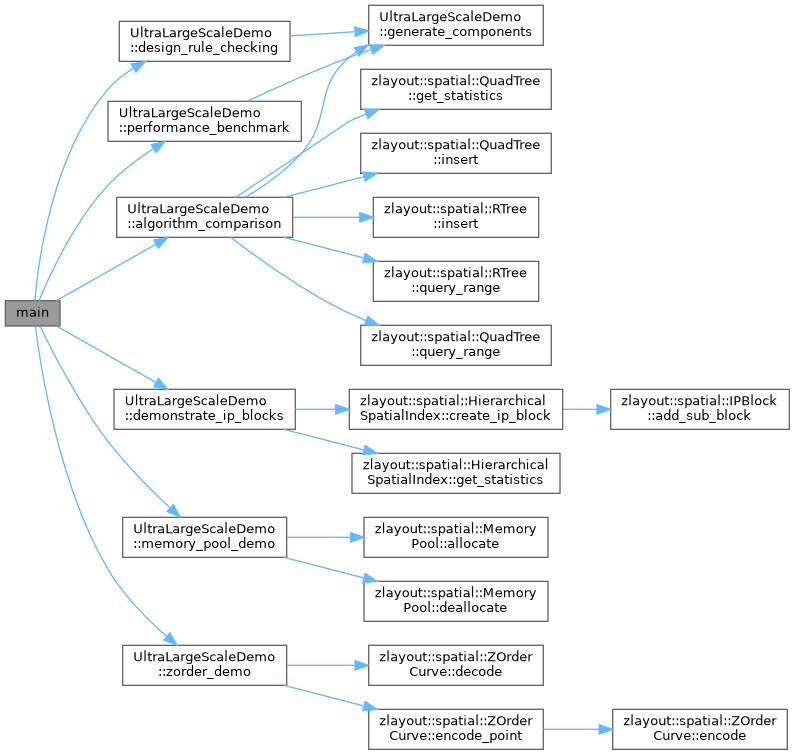 main
UltraLargeScaleDemo
::design_rule_checking
UltraLargeScaleDemo
::performance_benchmark
UltraLargeScaleDemo
::algorithm_comparison
UltraLargeScaleDemo
::demonstrate_ip_blocks
UltraLargeScaleDemo
::memory_pool_demo
UltraLargeScaleDemo
::zorder_demo
UltraLargeScaleDemo
::generate_components
zlayout::spatial::QuadTree
::get_statistics
zlayout::spatial::QuadTree
::insert
zlayout::spatial::RTree
::insert
zlayout::spatial::RTree
::query_range
zlayout::spatial::QuadTree
::query_range
zlayout::spatial::Hierarchical
SpatialIndex::create_ip_block
zlayout::spatial::Hierarchical
SpatialIndex::get_statistics
zlayout::spatial::Memory
Pool::allocate
zlayout::spatial::Memory
Pool::deallocate
zlayout::spatial::ZOrder
Curve::decode
zlayout::spatial::ZOrder
Curve::encode_point
zlayout::spatial::IPBlock
::add_sub_block
zlayout::spatial::ZOrder
Curve::encode